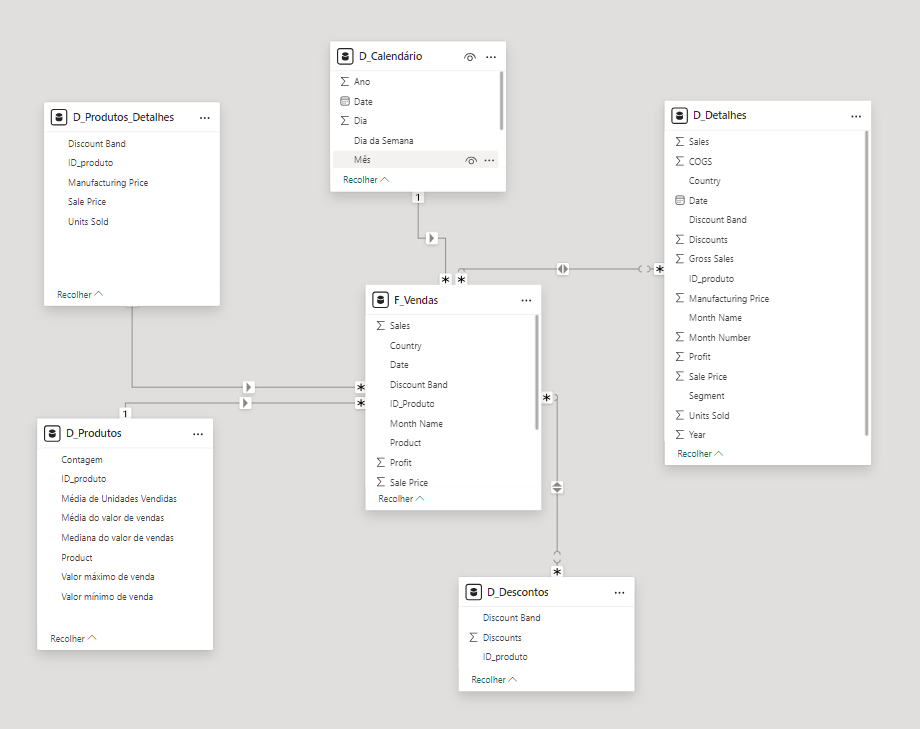 D_Calendário
Ano
Date
Dia
Dia da Semana
Mês
Recolher
D_Produtos_Detalhes
Discount Band
ID_produto
Manufacturing Price
Sale Price
Units Sold
Recolher
D_Detalhes
Sales
COGS
Country
Date
Discount Band
Discounts
Gross Sales
ID_produto
Manufacturing Price
Month Name
Month Number
Profit
Sale Price
Segment
Units Sold
Year
Recolher
1
* *
*
F_Vendas
Sales
Country
Date
Discount Band
ID_Produto
Month Name
Product
Profit
Sale Price
Recolher
*
*
*
1
D_Produtos
Contagem
ID_produto
Média de Unidades Vendidas
Média do valor de vendas
Mediana do valor de vendas
Product
Valor máximo de venda
Valor mínimo de venda
Recolher
*
D_Descontos
Discount Band
Discounts
ID_produto
Recolher